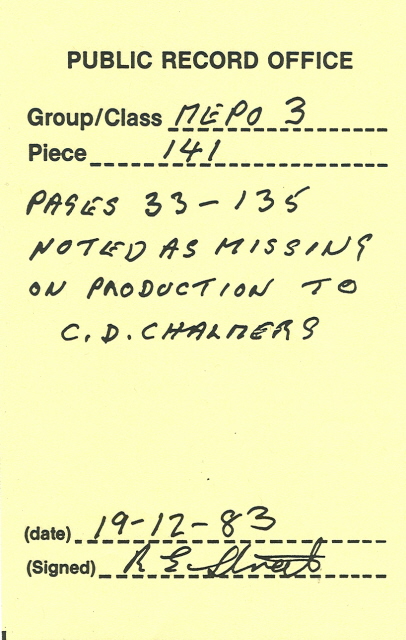 PUBLIC RECORD OFFICE
Group/Class MEPO 3
Piece 141
PAGES 33-135
NOTED AS MISSING
ON PRODUCTION TO
C. D. CHALMERS
(date) 19-12-83
(Signed) R E